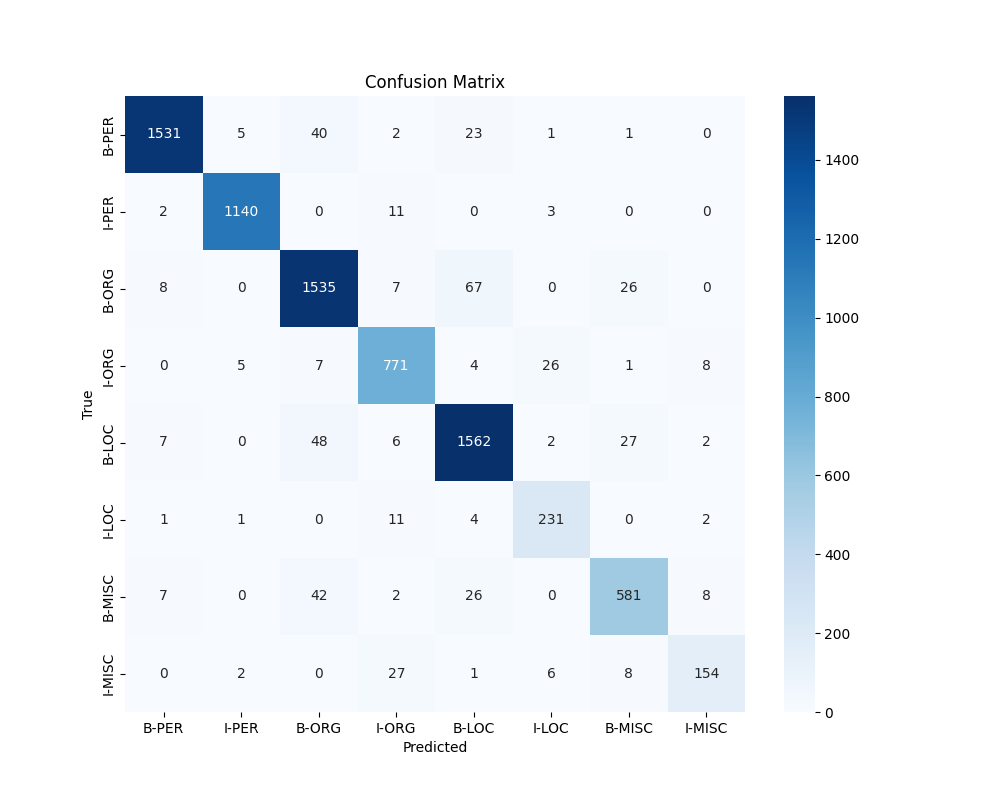 Confusion Matrix
B-PER 1531 5 40 2 23 1 1 0
I-PER 2 1140 0 11 0 3 0 0
B-ORG 8 0 1535 7 67 0 26 0
I-ORG 0 5 7 771 4 26 1 8
B-LOC 7 0 48 6 1562 2 27 2
I-LOC 1 1 0 11 4 231 0 2
B-MISC 7 0 42 2 26 0 581 8
I-MISC 0 2 0 27 1 6 8 154
B-PER I-PER B-ORG I-ORG B-LOC I-LOC B-MISC I-MISC
Predicted
True
1400
1200
1000
800
600
400
200
0